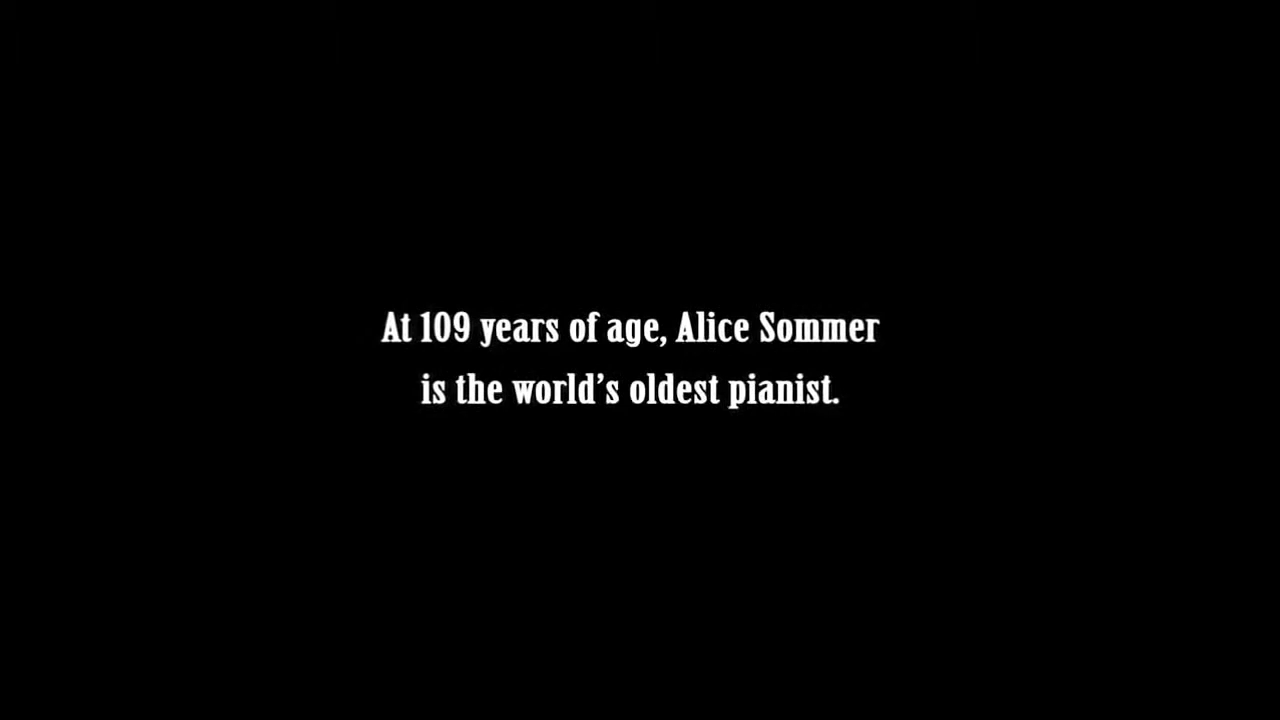 At 109 years of age, Alice Sommer
is the world’s oldest pianist.